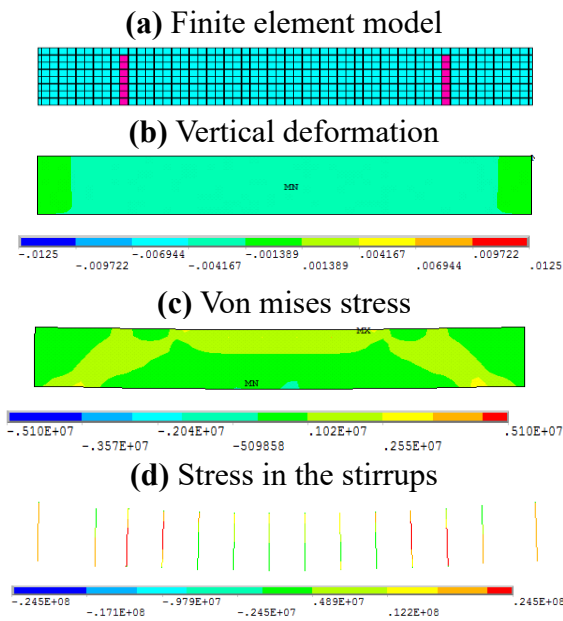 (a) Finite element model
(b) Vertical deformation
MN
-.0125 -.006944 -.001389 .004167 .009722
-.009722 -.004167 .001389 .006944 .0125
(c) Von mises stress
MX
MN
-.510E+07 -.204E+07 .102E+07 .510E+07
-.357E+07 -509858 .255E+07
(d) Stress in the stirrups
-.245E+08 -.979E+07 .489E+07 .245E+08
-.171E+08 -.245E+07 .122E+08